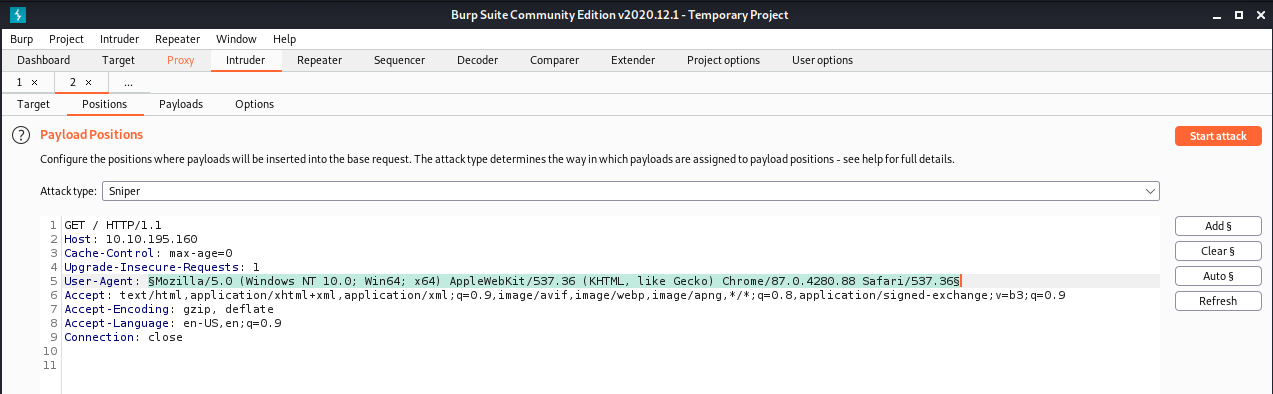 Burp Suite Community Edition v2020.12.1 - Temporary Project
Burp Project Intruder Repeater Window Help
Dashboard Target Proxy Intruder Repeater Sequencer Decoder Comparer Extender Project options User options
1 × 2 × ...
Target Positions Payloads Options
? Payload Positions Start attack
Configure the positions where payloads will be inserted into the base request. The attack type determines the way in which payloads are assigned to payload positions - see help for full details.
Attack type: Sniper
1 GET / HTTP/1.1 Add §
2 Host: 10.10.195.160
3 Cache-Control: max-age=0 Clear §
4 Upgrade-Insecure-Requests: 1
5 User-Agent: §Mozilla/5.0 (Windows NT 10.0; Win64; x64) AppleWebKit/537.36 (KHTML, like Gecko) Chrome/87.0.4280.88 Safari/537.36§ Auto §
6 Accept: text/html,application/xhtml+xml,application/xml;q=0.9,image/avif,image/webp,image/apng,*/*;q=0.8,application/signed-exchange;v=b3;q=0.9 Refresh
7 Accept-Encoding: gzip, deflate
8 Accept-Language: en-US,en;q=0.9
9 Connection: close
10
11